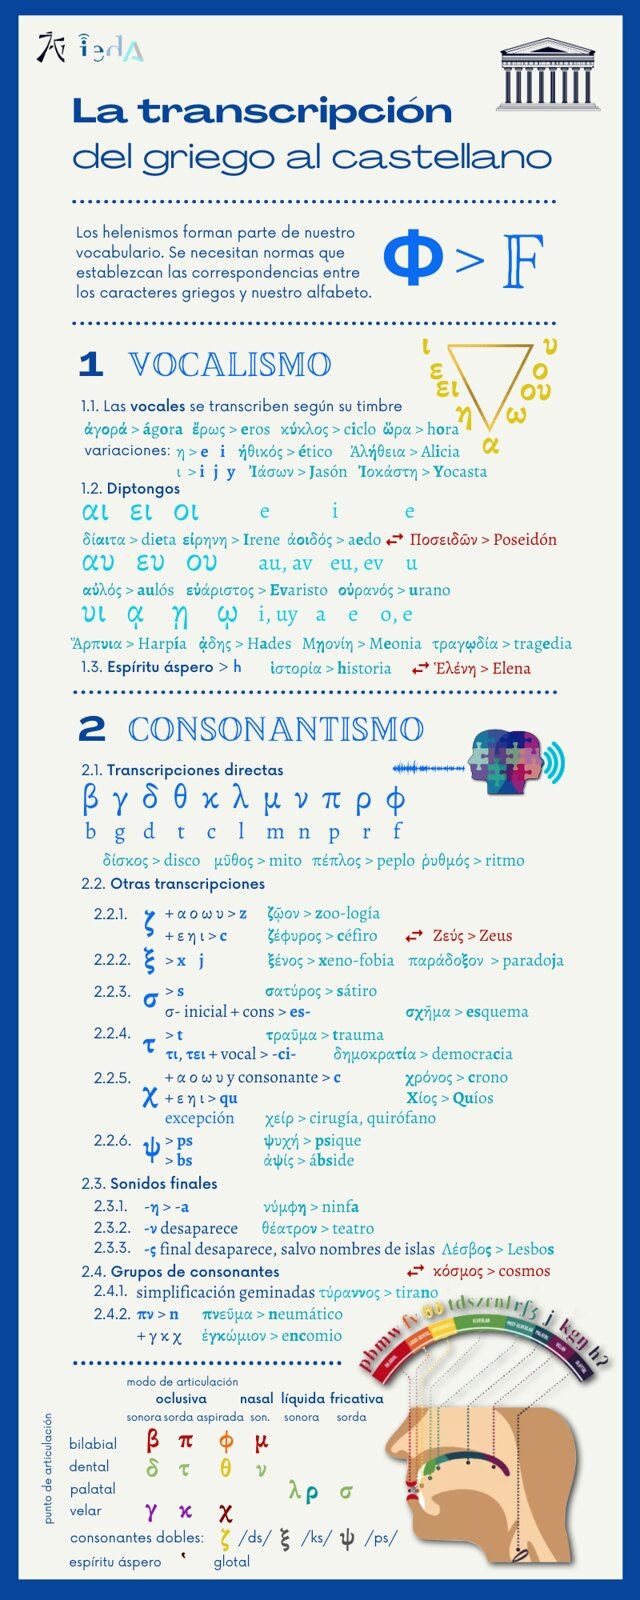 iedA
La transcripción
del griego al castellano
Los helenismos forman parte de nuestro
vocabulario. Se necesitan normas que
establezcan las correspondencias entre
los caracteres griegos y nuestro alfabeto.
Φ > F
1 VOCALISMO
ι ε ει η α ω ου ο υ
1.1. Las vocales se transcriben según su timbre
ἀγορά > ágora ἔρως > eros κύκλος > ciclo ὥρα > hora
variaciones: η > e i ἠθικός > ético Ἀλήθεια > Alicia
ι > i j y Ἰάσων > Jasón Ἰοκάστη > Yocasta
1.2. Diptongos
αι ει οι e i e
δίαιτα > dieta εἰρηνη > Irene ἀοιδός > aedo ⇄ Ποσειδῶν > Poseidón
αυ ευ ου au, av eu, ev u
αὐλός > aulós εὐάριστος > Evaristo οὐρανός > urano
υι ᾳ ῃ ῳ i, uy a e o, e
Ἅρπυια > Harpía ᾅδης > Hades Μῃονίη > Meonia τραγῳδία > tragedia
1.3. Espíritu áspero > h ἱστορία > historia ⇄ Ἑλένη > Elena
2 CONSONANTISMO
2.1. Transcripciones directas
β γ δ θ κ λ μ ν π ρ φ
b g d t c l m n p r f
δίσκος > disco μῦθος > mito πέπλος > peplo ῥυθμός > ritmo
2.2. Otras transcripciones
2.2.1. ζ + α ο ω υ > z ζῷον > zoo-logía
+ ε η ι > c ζέφυρος > céfiro ⇄ Ζεύς > Zeus
2.2.2. ξ > x j ξένος > xeno-fobia παράδοξον > paradoja
2.2.3. σ > s σατύρος > sátiro
σ- inicial + cons > es- σχῆμα > esquema
2.2.4. τ > t τραῦμα > trauma
τι, τει + vocal > -ci- δημοκρατία > democracia
2.2.5. χ + α ο ω υ y consonante > c χρόνος > crono
+ ε η ι > qu Χίος > Quíos
excepción χείρ > cirugía, quirófano
2.2.6. ψ > ps ψυχή > psique
> bs ἀψίς > ábside
2.3. Sonidos finales
2.3.1. -η > -a νύμφη > ninfa
2.3.2. -ν desaparece θέατρον > teatro
2.3.3. -ς final desaparece, salvo nombres de islas Λέσβος > Lesbos
2.4. Grupos de consonantes ⇄ κόσμος > cosmos
2.4.1. simplificación geminadas τύραννος > tirano
2.4.2. πν > n πνεῦμα > neumático
+ γ κ χ ἐγκώμιον > encomio
modo de articulación
oclusiva nasal líquida fricativa
sonora sorda aspirada son. sonora sorda
punto de articulación
bilabial β π φ μ
dental δ τ θ ν
palatal λ ρ σ
velar γ κ χ
consonantes dobles: ζ /ds/ ξ /ks/ ψ /ps/
espíritu áspero ʽ glotal